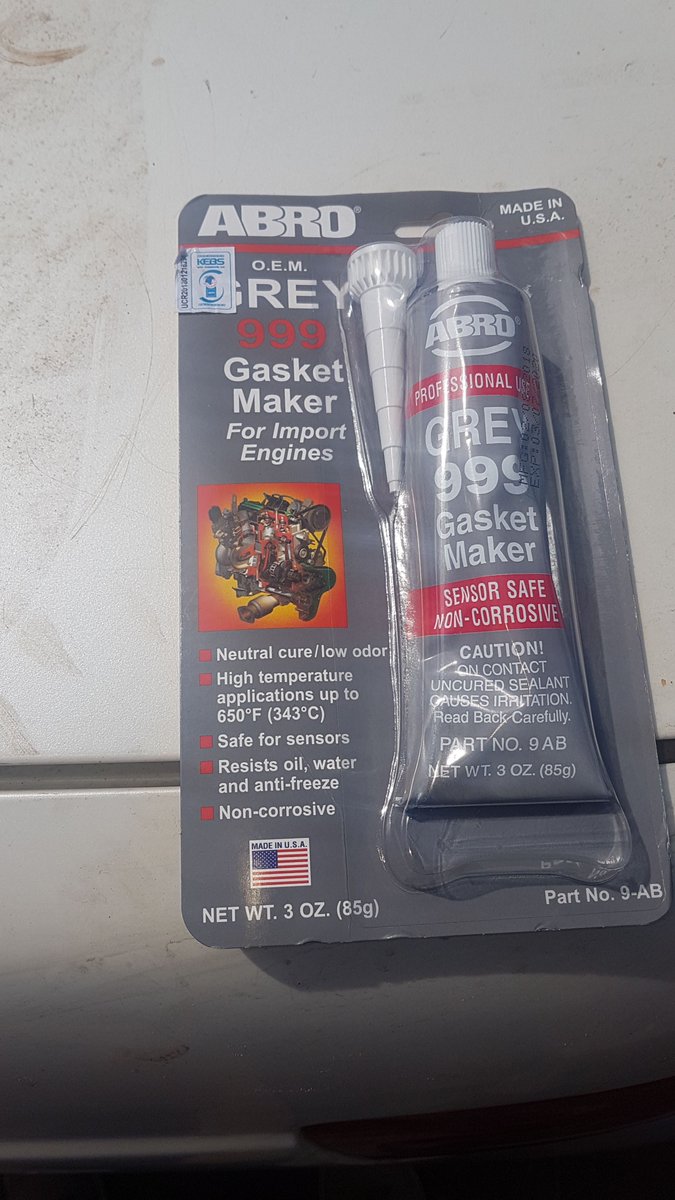 ABRO®
MADE IN
U.S.A.
KEBS
O.E.M.
GREY
999
Gasket
Maker
For Import
Engines
Neutral cure/low odor
High temperature
applications up to
650°F (343°C)
Safe for sensors
Resists oil, water
and anti-freeze
Non-corrosive
MADE IN U.S.A.
NET WT. 3 OZ. (85g)
ABRO®
PROFESSIONAL
GREY
999
Gasket
Maker
SENSOR SAFE
NON-CORROSIVE
CAUTION!
ON CONTACT
UNCURED SEALANT
CAUSES IRRITATION.
Read Back Carefully.
PART NO. 9AB
NET WT. 3 OZ. (85g)
Part No. 9-AB